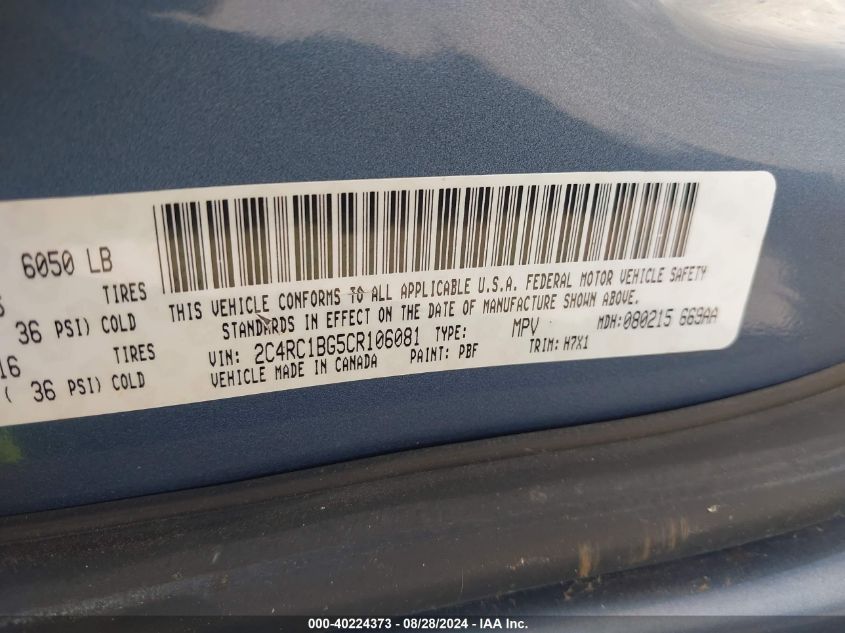 6050 LB
TIRES
36 PSI) COLD
16 TIRES
( 36 PSI) COLD
THIS VEHICLE CONFORMS TO ALL APPLICABLE U.S.A. FEDERAL MOTOR VEHICLE SAFETY
STANDARDS IN EFFECT ON THE DATE OF MANUFACTURE SHOWN ABOVE.
VIN: 2C4RC1BG5CR106081 TYPE: MPV MDH:080215 669AA
VEHICLE MADE IN CANADA PAINT: PBF TRIM: H7X1
000-40224373 - 08/28/2024 - IAAI Inc.